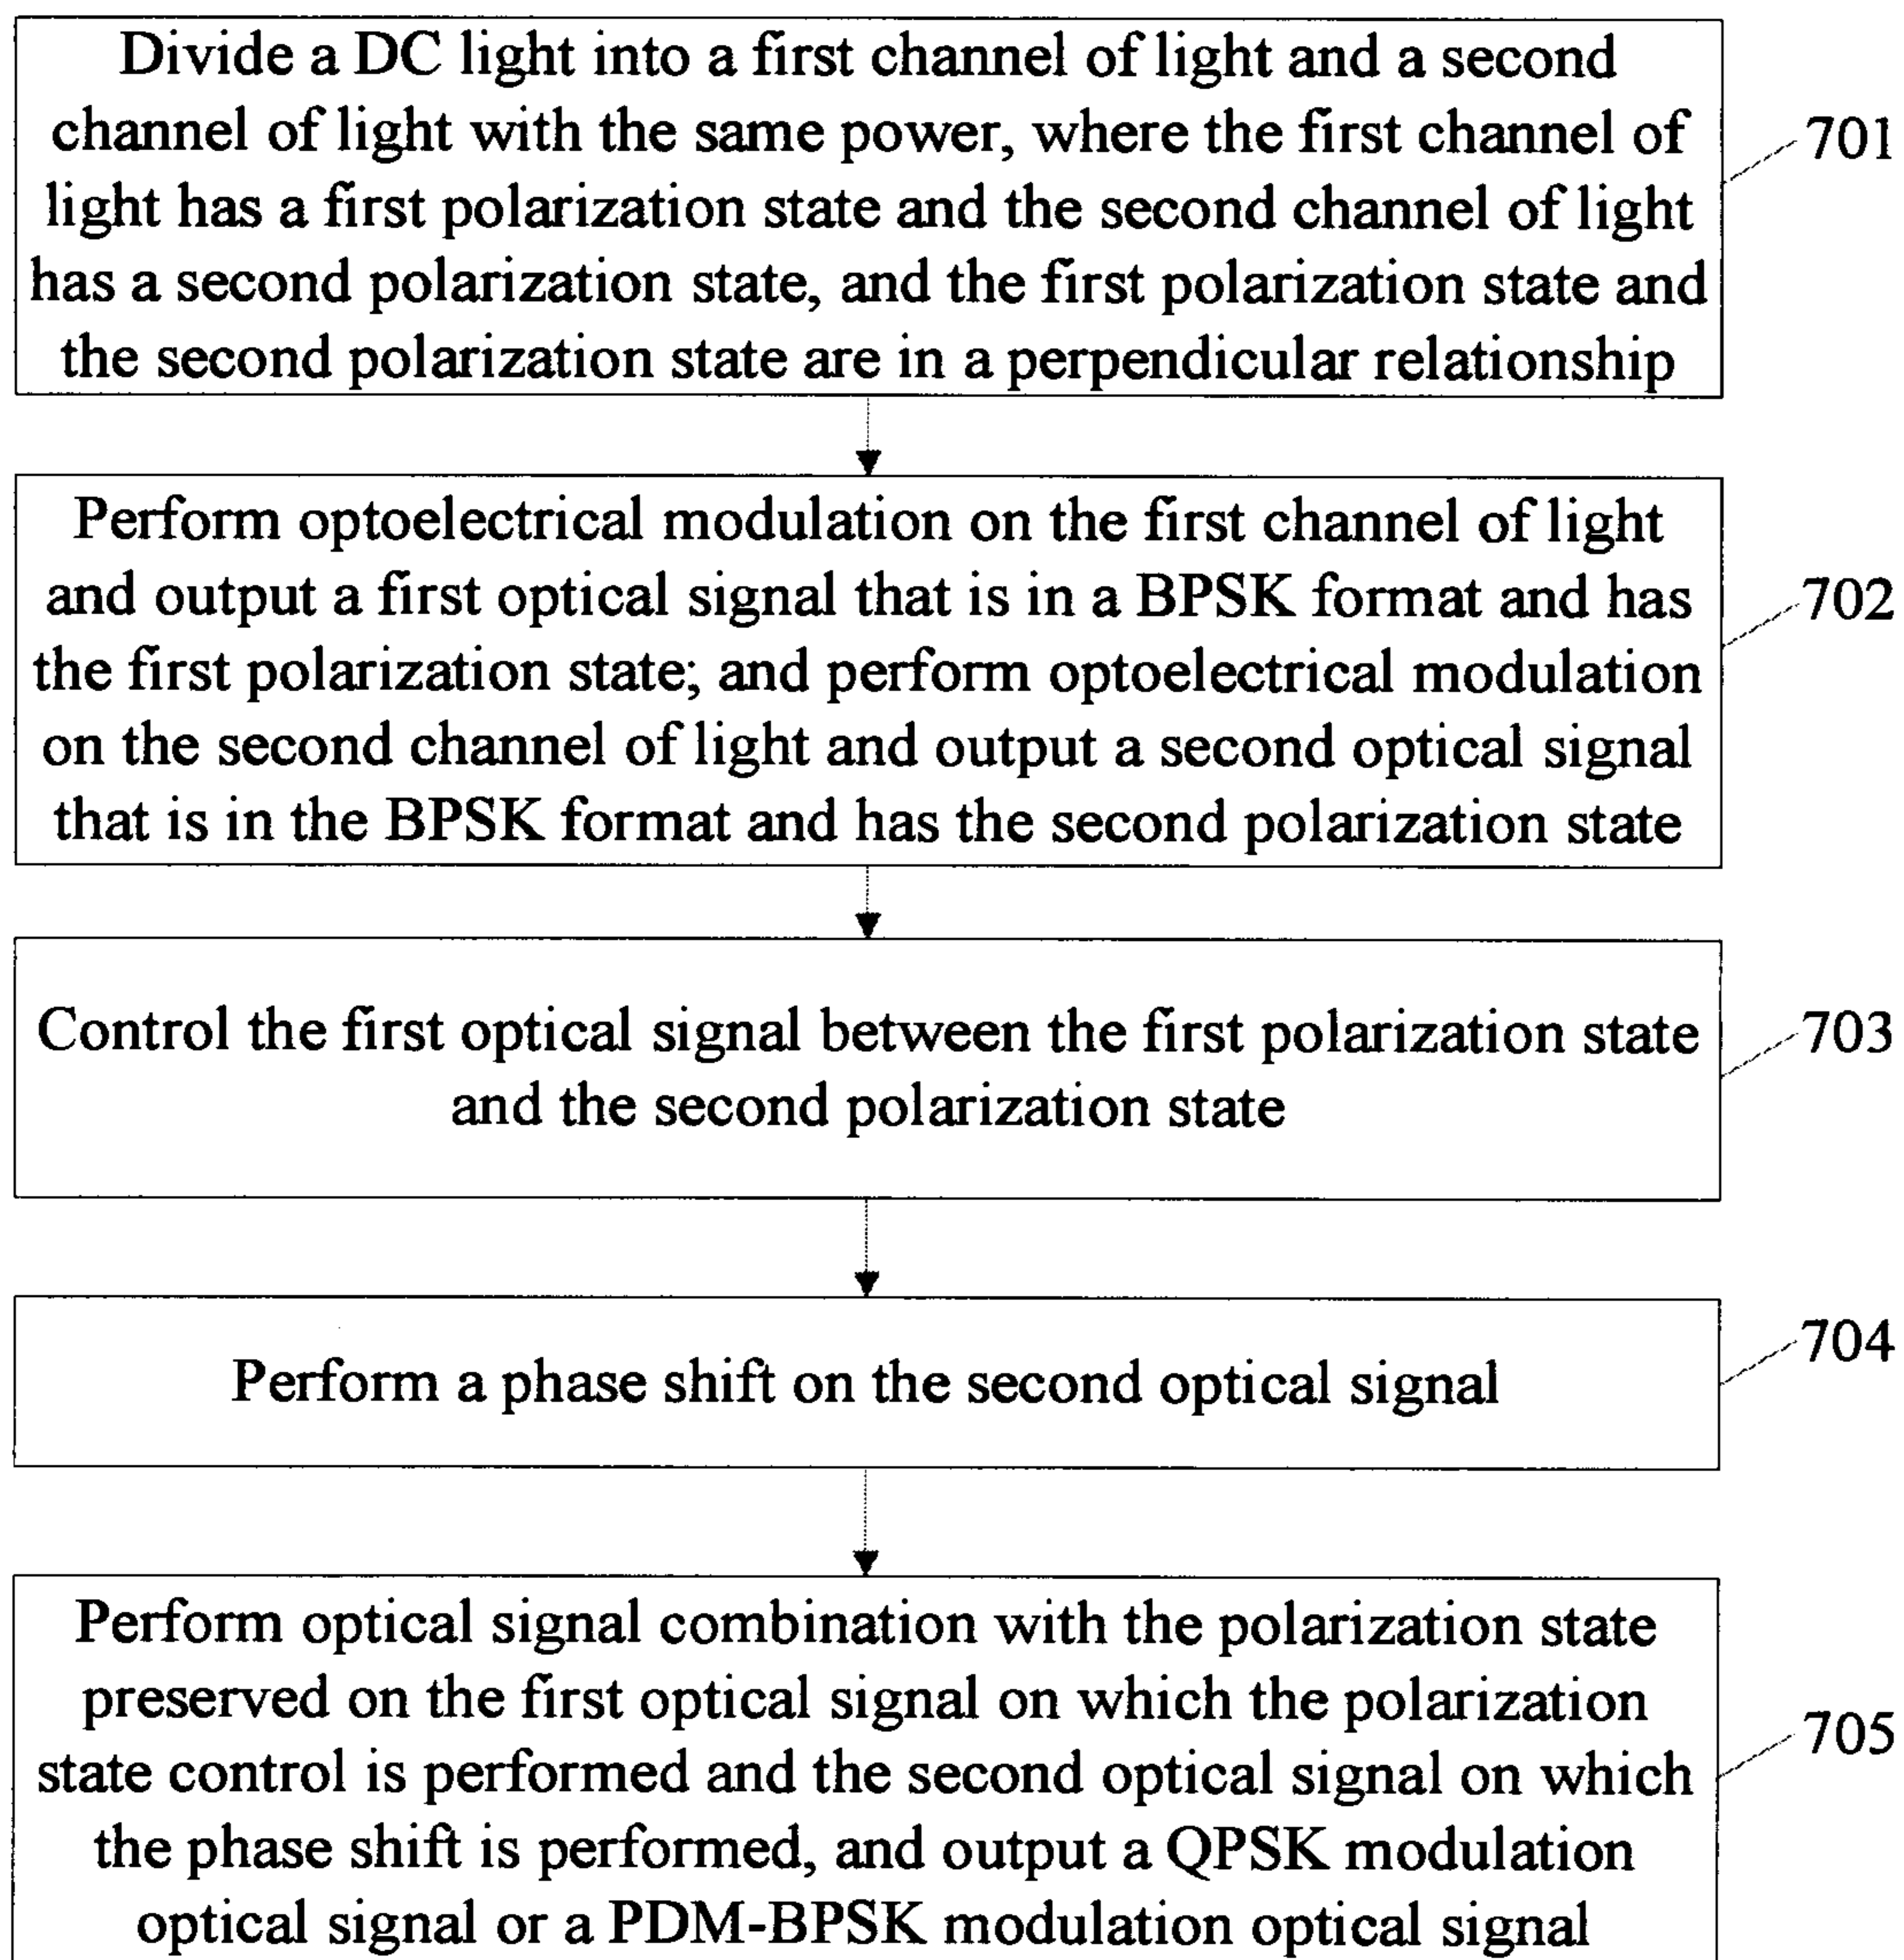 Divide a DC light into a first channel of light and a second
channel of light with the same power, where the first channel of
light has a first polarization state and the second channel of light
has a second polarization state, and the first polarization state and
the second polarization state are in a perpendicular relationship
701
Perform optoelectrical modulation on the first channel of light
and output a first optical signal that is in a BPSK format and has
the first polarization state; and perform optoelectrical modulation
on the second channel of light and output a second optical signal
that is in the BPSK format and has the second polarization state
702
Control the first optical signal between the first polarization state
and the second polarization state
703
Perform a phase shift on the second optical signal
704
Perform optical signal combination with the polarization state
preserved on the first optical signal on which the polarization
state control is performed and the second optical signal on which
the phase shift is performed, and output a QPSK modulation
optical signal or a PDM-BPSK modulation optical signal
705